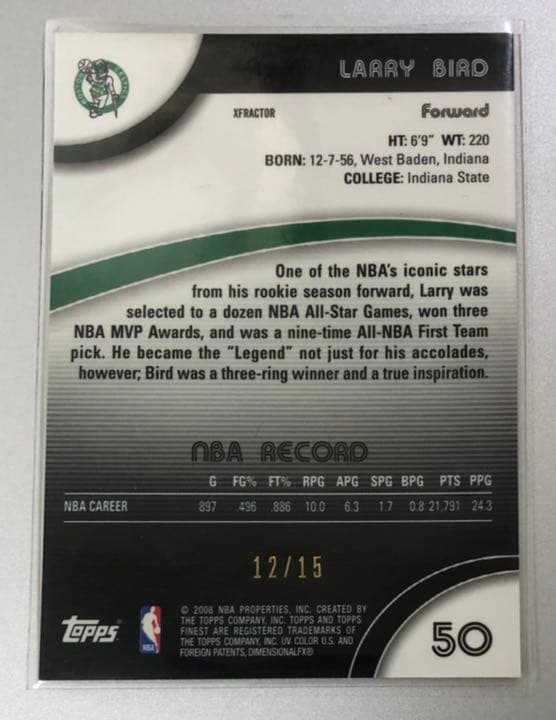 LARRY BIRD
XFRACTOR
Forward
HT: 6'9" WT: 220
BORN: 12-7-56, West Baden, Indiana
COLLEGE: Indiana State
One of the NBA's iconic stars
from his rookie season forward, Larry was
selected to a dozen NBA All-Star Games, won three
NBA MVP Awards, and was a nine-time All-NBA First Team
pick. He became the "Legend" not just for his accolades,
however; Bird was a three-ring winner and a true inspiration.
NBA RECORD
G FG% FT% RPG APG SPG BPG PTS PPG
NBA CAREER 897 .496 .886 10.0 6.3 1.7 0.8 21,791 24.3
12/15
Topps
NBA
© 2008 NBA PROPERTIES, INC. CREATED BY
THE TOPPS COMPANY, INC. TOPPS AND TOPPS
FINEST ARE REGISTERED TRADEMARKS OF
THE TOPPS COMPANY, INC. UV COLOR U.S. AND
FOREIGN PATENTS, DIMENSIONALFX®
50